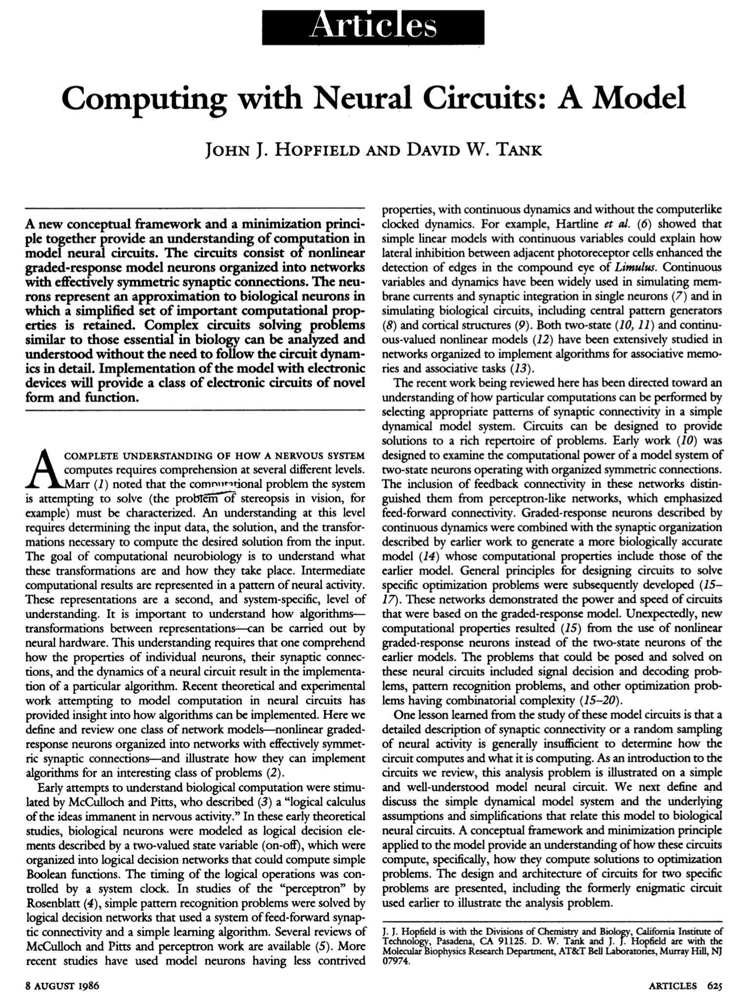 Articles
Computing with Neural Circuits: A Model
JOHN J. HOPFIELD AND DAVID W. TANK
A new conceptual framework and a minimization princi-
ple together provide an understanding of computation in
model neural circuits. The circuits consist of nonlinear
graded-response model neurons organized into networks
with effectively symmetric synaptic connections. The neu-
rons represent an approximation to biological neurons in
which a simplified set of important computational prop-
erties is retained. Complex circuits solving problems
similar to those essential in biology can be analyzed and
understood without the need to follow the circuit dynam-
ics in detail. Implementation of the model with electronic
devices will provide a class of electronic circuits of novel
form and function.
A COMPLETE UNDERSTANDING OF HOW A NERVOUS SYSTEM
computes requires comprehension at several different levels.
Marr (1) noted that the computational problem the system
is attempting to solve (the problem of stereopsis in vision, for
example) must be characterized. An understanding at this level
requires determining the input data, the solution, and the transfor-
mations necessary to compute the desired solution from the input.
The goal of computational neurobiology is to understand what
these transformations are and how they take place. Intermediate
computational results are represented in a pattern of neural activity.
These representations are a second, and system-specific, level of
understanding. It is important to understand how algorithms—
transformations between representations—can be carried out by
neural hardware. This understanding requires that one comprehend
how the properties of individual neurons, their synaptic connec-
tions, and the dynamics of a neural circuit result in the implementa-
tion of a particular algorithm. Recent theoretical and experimental
work attempting to model computation in neural circuits has
provided insight into how algorithms can be implemented. Here we
define and review one class of network models—nonlinear graded-
response neurons organized into networks with effectively symmet-
ric synaptic connections—and illustrate how they can implement
algorithms for an interesting class of problems (2).
Early attempts to understand biological computation were stimu-
lated by McCulloch and Pitts, who described (3) a “logical calculus
of the ideas immanent in nervous activity.” In these early theoretical
studies, biological neurons were modeled as logical decision ele-
ments described by a two-valued state variable (on-off), which were
organized into logical decision networks that could compute simple
Boolean functions. The timing of the logical operations was con-
trolled by a system clock. In studies of the “perceptron” by
Rosenblatt (4), simple pattern recognition problems were solved by
logical decision networks that used a system of feed-forward synap-
tic connectivity and a simple learning algorithm. Several reviews of
McCulloch and Pitts and perceptron work are available (5). More
recent studies have used model neurons having less contrived
properties, with continuous dynamics and without the computerlike
clocked dynamics. For example, Hartline et al. (6) showed that
simple linear models with continuous variables could explain how
lateral inhibition between adjacent photoreceptor cells enhanced the
detection of edges in the compound eye of Limulus. Continuous
variables and dynamics have been widely used in simulating mem-
brane currents and synaptic integration in single neurons (7) and in
simulating biological circuits, including central pattern generators
(8) and cortical structures (9). Both two-state (10, 11) and continu-
ous-valued nonlinear models (12) have been extensively studied in
networks organized to implement algorithms for associative memo-
ries and associative tasks (13).
The recent work being reviewed here has been directed toward an
understanding of how particular computations can be performed by
selecting appropriate patterns of synaptic connectivity in a simple
dynamical model system. Circuits can be designed to provide
solutions to a rich repertoire of problems. Early work (10) was
designed to examine the computational power of a model system of
two-state neurons operating with organized symmetric connections.
The inclusion of feedback connectivity in these networks distin-
guished them from perceptron-like networks, which emphasized
feed-forward connectivity. Graded-response neurons described by
continuous dynamics were combined with the synaptic organization
described by earlier work to generate a more biologically accurate
model (14) whose computational properties include those of the
earlier model. General principles for designing circuits to solve
specific optimization problems were subsequently developed (15–
17). These networks demonstrated the power and speed of circuits
that were based on the graded-response model. Unexpectedly, new
computational properties resulted (15) from the use of nonlinear
graded-response neurons instead of the two-state neurons of the
earlier models. The problems that could be posed and solved on
these neural circuits included signal decision and decoding prob-
lems, pattern recognition problems, and other optimization prob-
lems having combinatorial complexity (15–20).
One lesson learned from the study of these model circuits is that a
detailed description of synaptic connectivity or a random sampling
of neural activity is generally insufficient to determine how the
circuit computes and what it is computing. As an introduction to the
circuits we review, this analysis problem is illustrated on a simple
and well-understood model neural circuit. We next define and
discuss the simple dynamical model system and the underlying
assumptions and simplifications that relate this model to biological
neural circuits. A conceptual framework and minimization principle
applied to the model provide an understanding of how these circuits
compute, specifically, how they compute solutions to optimization
problems. The design and architecture of circuits for two specific
problems are presented, including the formerly enigmatic circuit
used earlier to illustrate the analysis problem.
J. J. Hopfield is with the Divisions of Chemistry and Biology, California Institute of
Technology, Pasadena, CA 91125. D. W. Tank and J. J. Hopfield are with the
Molecular Biophysics Research Department, AT&T Bell Laboratories, Murray Hill, NJ
07974.
8 AUGUST 1986
ARTICLES 625